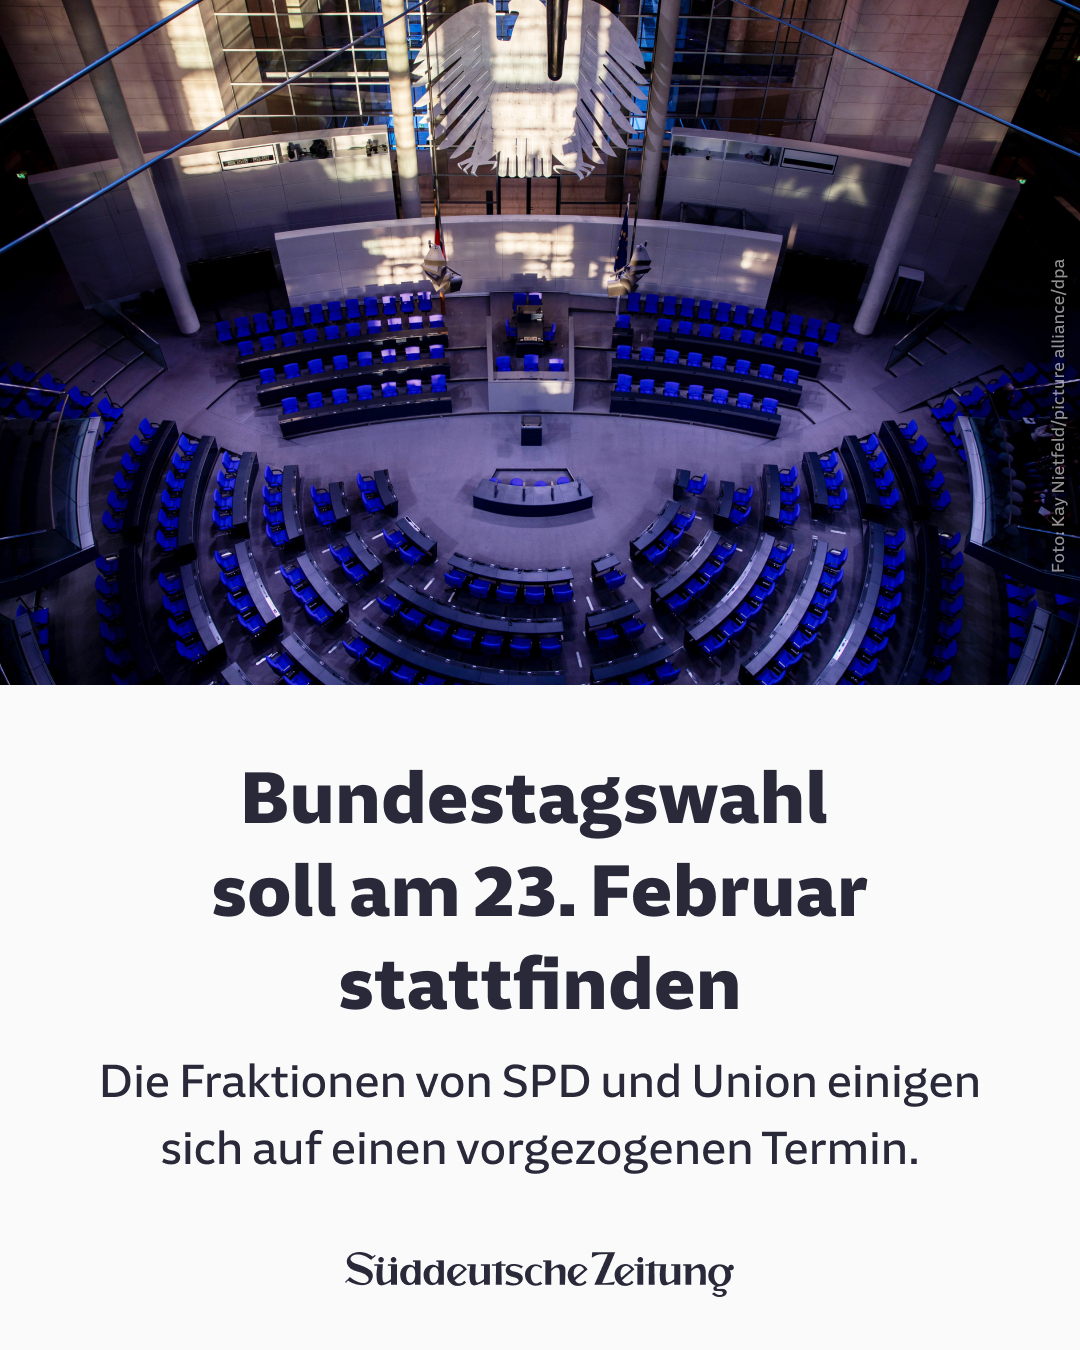 Foto: Kay Nietfeld/picture alliance/dpa
Bundestagswahl
soll am 23. Februar
stattfinden
Die Fraktionen von SPD und Union einigen
sich auf einen vorgezogenen Termin.
Süddeutsche Zeitung